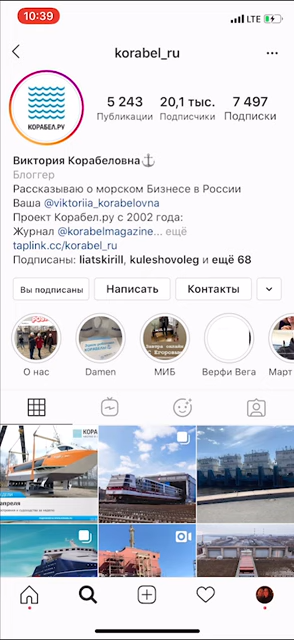 10:39
LTE
korabel_ru
КОРАБЕЛ.РУ
5 243 20,1 тыс. 7 497
Публикации Подписчики Подписки
Виктория Корабеловна⚓
Блоггер
Рассказываю о морском Бизнесе в России
Ваша @viktoriia_korabelovna
Проект Корабел.ру с 2002 года:
Журнал @korabelmagazine... ещё
taplink.cc/korabel_ru
Подписаны: liatskirill, kuleshovoleg и ещё 68
Вы подписаны Написать Контакты
О нас Damen МИБ Верфи Вега Март
КОРА
апреля